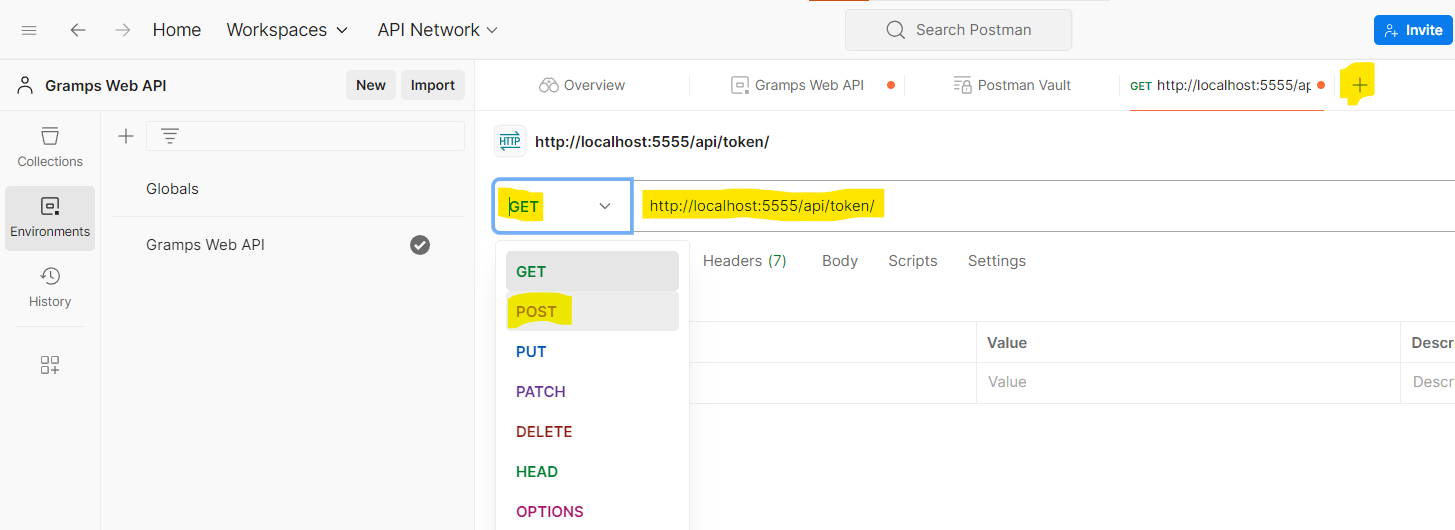 Home Workspaces API Network Search Postman Invite
Gramps Web API New Import Overview Gramps Web API Postman Vault GET http://localhost:5555/ap
HTTP http://localhost:5555/api/token/
Collections
Globals
GET http://localhost:5555/api/token/
Environments
Gramps Web API
Headers (7) Body Scripts Settings
GET
History
POST
Value Descr
PUT
Value Descr
PATCH
DELETE
HEAD
OPTIONS